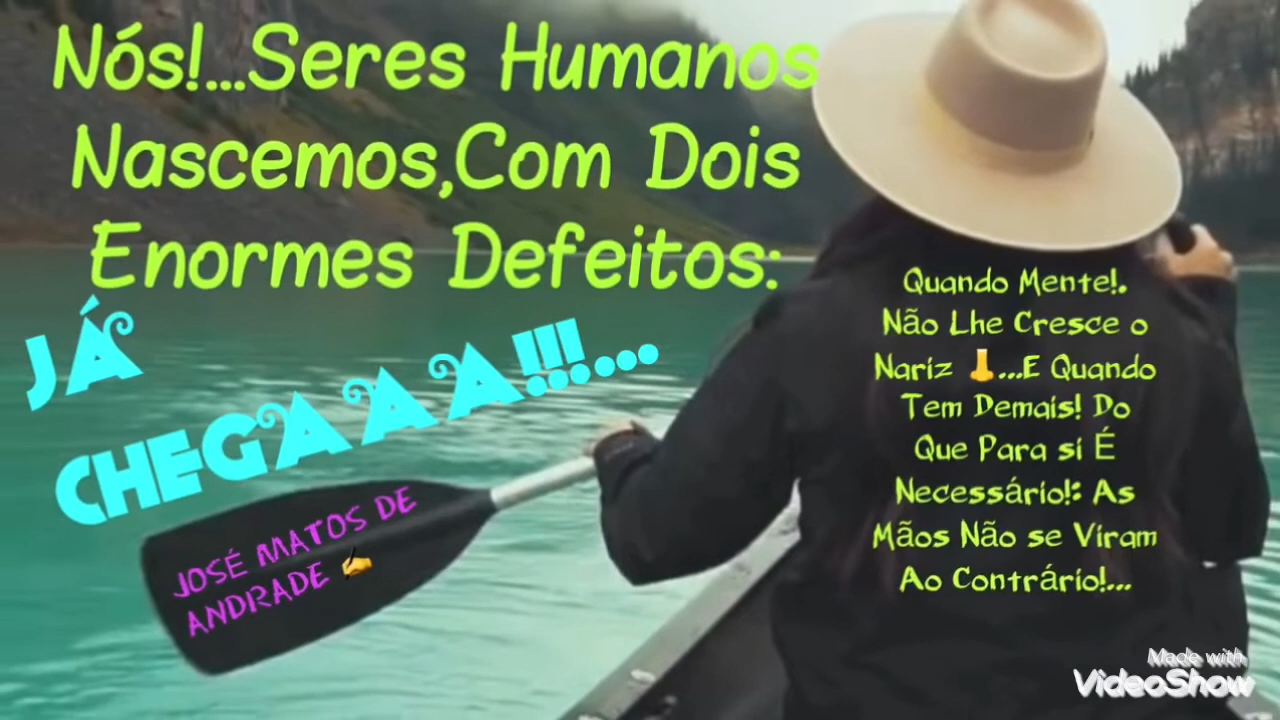 Nós!...Seres Humanos
Nascemos,Com Dois
Enormes Defeitos:
JÁ
CHEGAAA!!!...
JOSÉ MATOS DE
ANDRADE ✍️
Quando Mente!.
Não Lhe Cresce o
Nariz 👃...E Quando
Tem Demais! Do
Que Para si É
Necessário!: As
Mãos Não se Viram
Ao Contrário!...
Made with
VideoShow